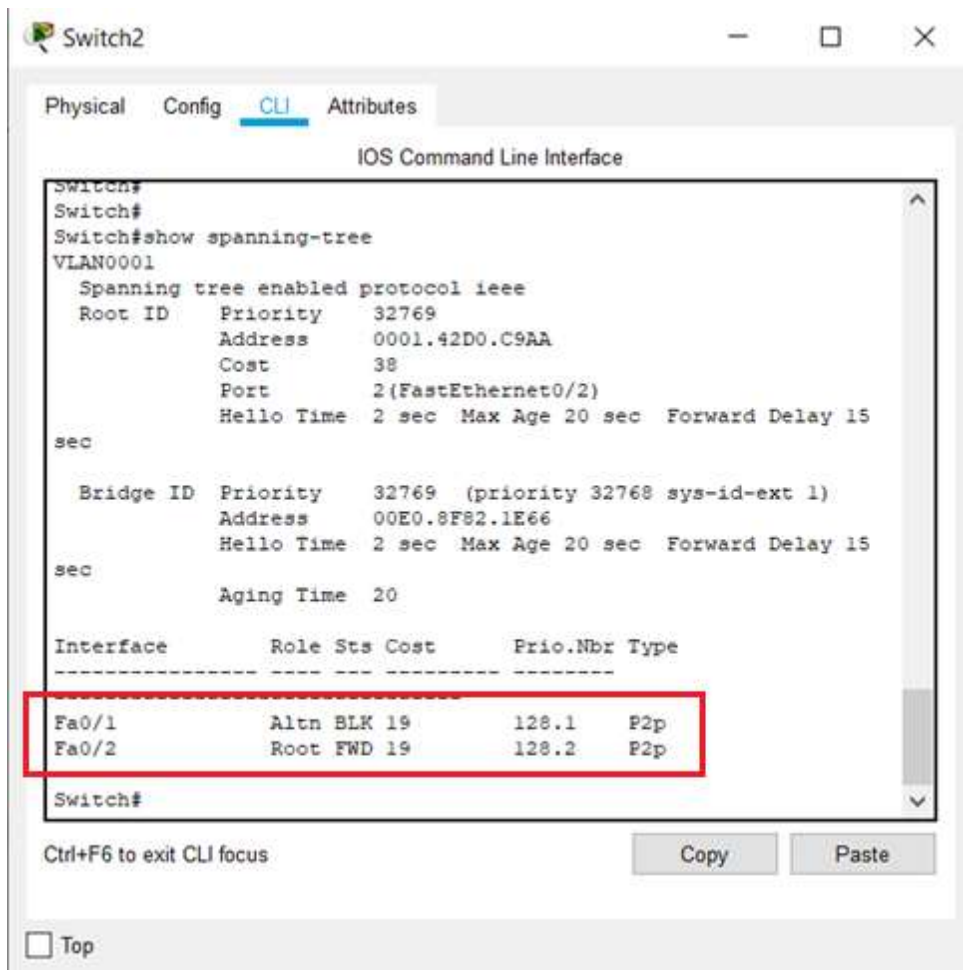 Switch2
Physical Config CLI Attributes
IOS Command Line Interface
Switch#
Switch#
Switch#show spanning-tree
VLAN0001
Spanning tree enabled protocol ieee
Root ID Priority 32769
Address 0001.42D0.C9AA
Cost 38
Port 2(FastEthernet0/2)
Hello Time 2 sec Max Age 20 sec Forward Delay 15
sec
Bridge ID Priority 32769 (priority 32768 sys-id-ext 1)
Address 00E0.8F82.1E66
Hello Time 2 sec Max Age 20 sec Forward Delay 15
sec
Aging Time 20
Interface Role Sts Cost Prio.Nbr Type
---------------- ---- --- --------- --------
--------------------------------
Fa0/1 Altn BLK 19 128.1 P2p
Fa0/2 Root FWD 19 128.2 P2p
Switch#
Ctrl+F6 to exit CLI focus
Copy Paste
Top